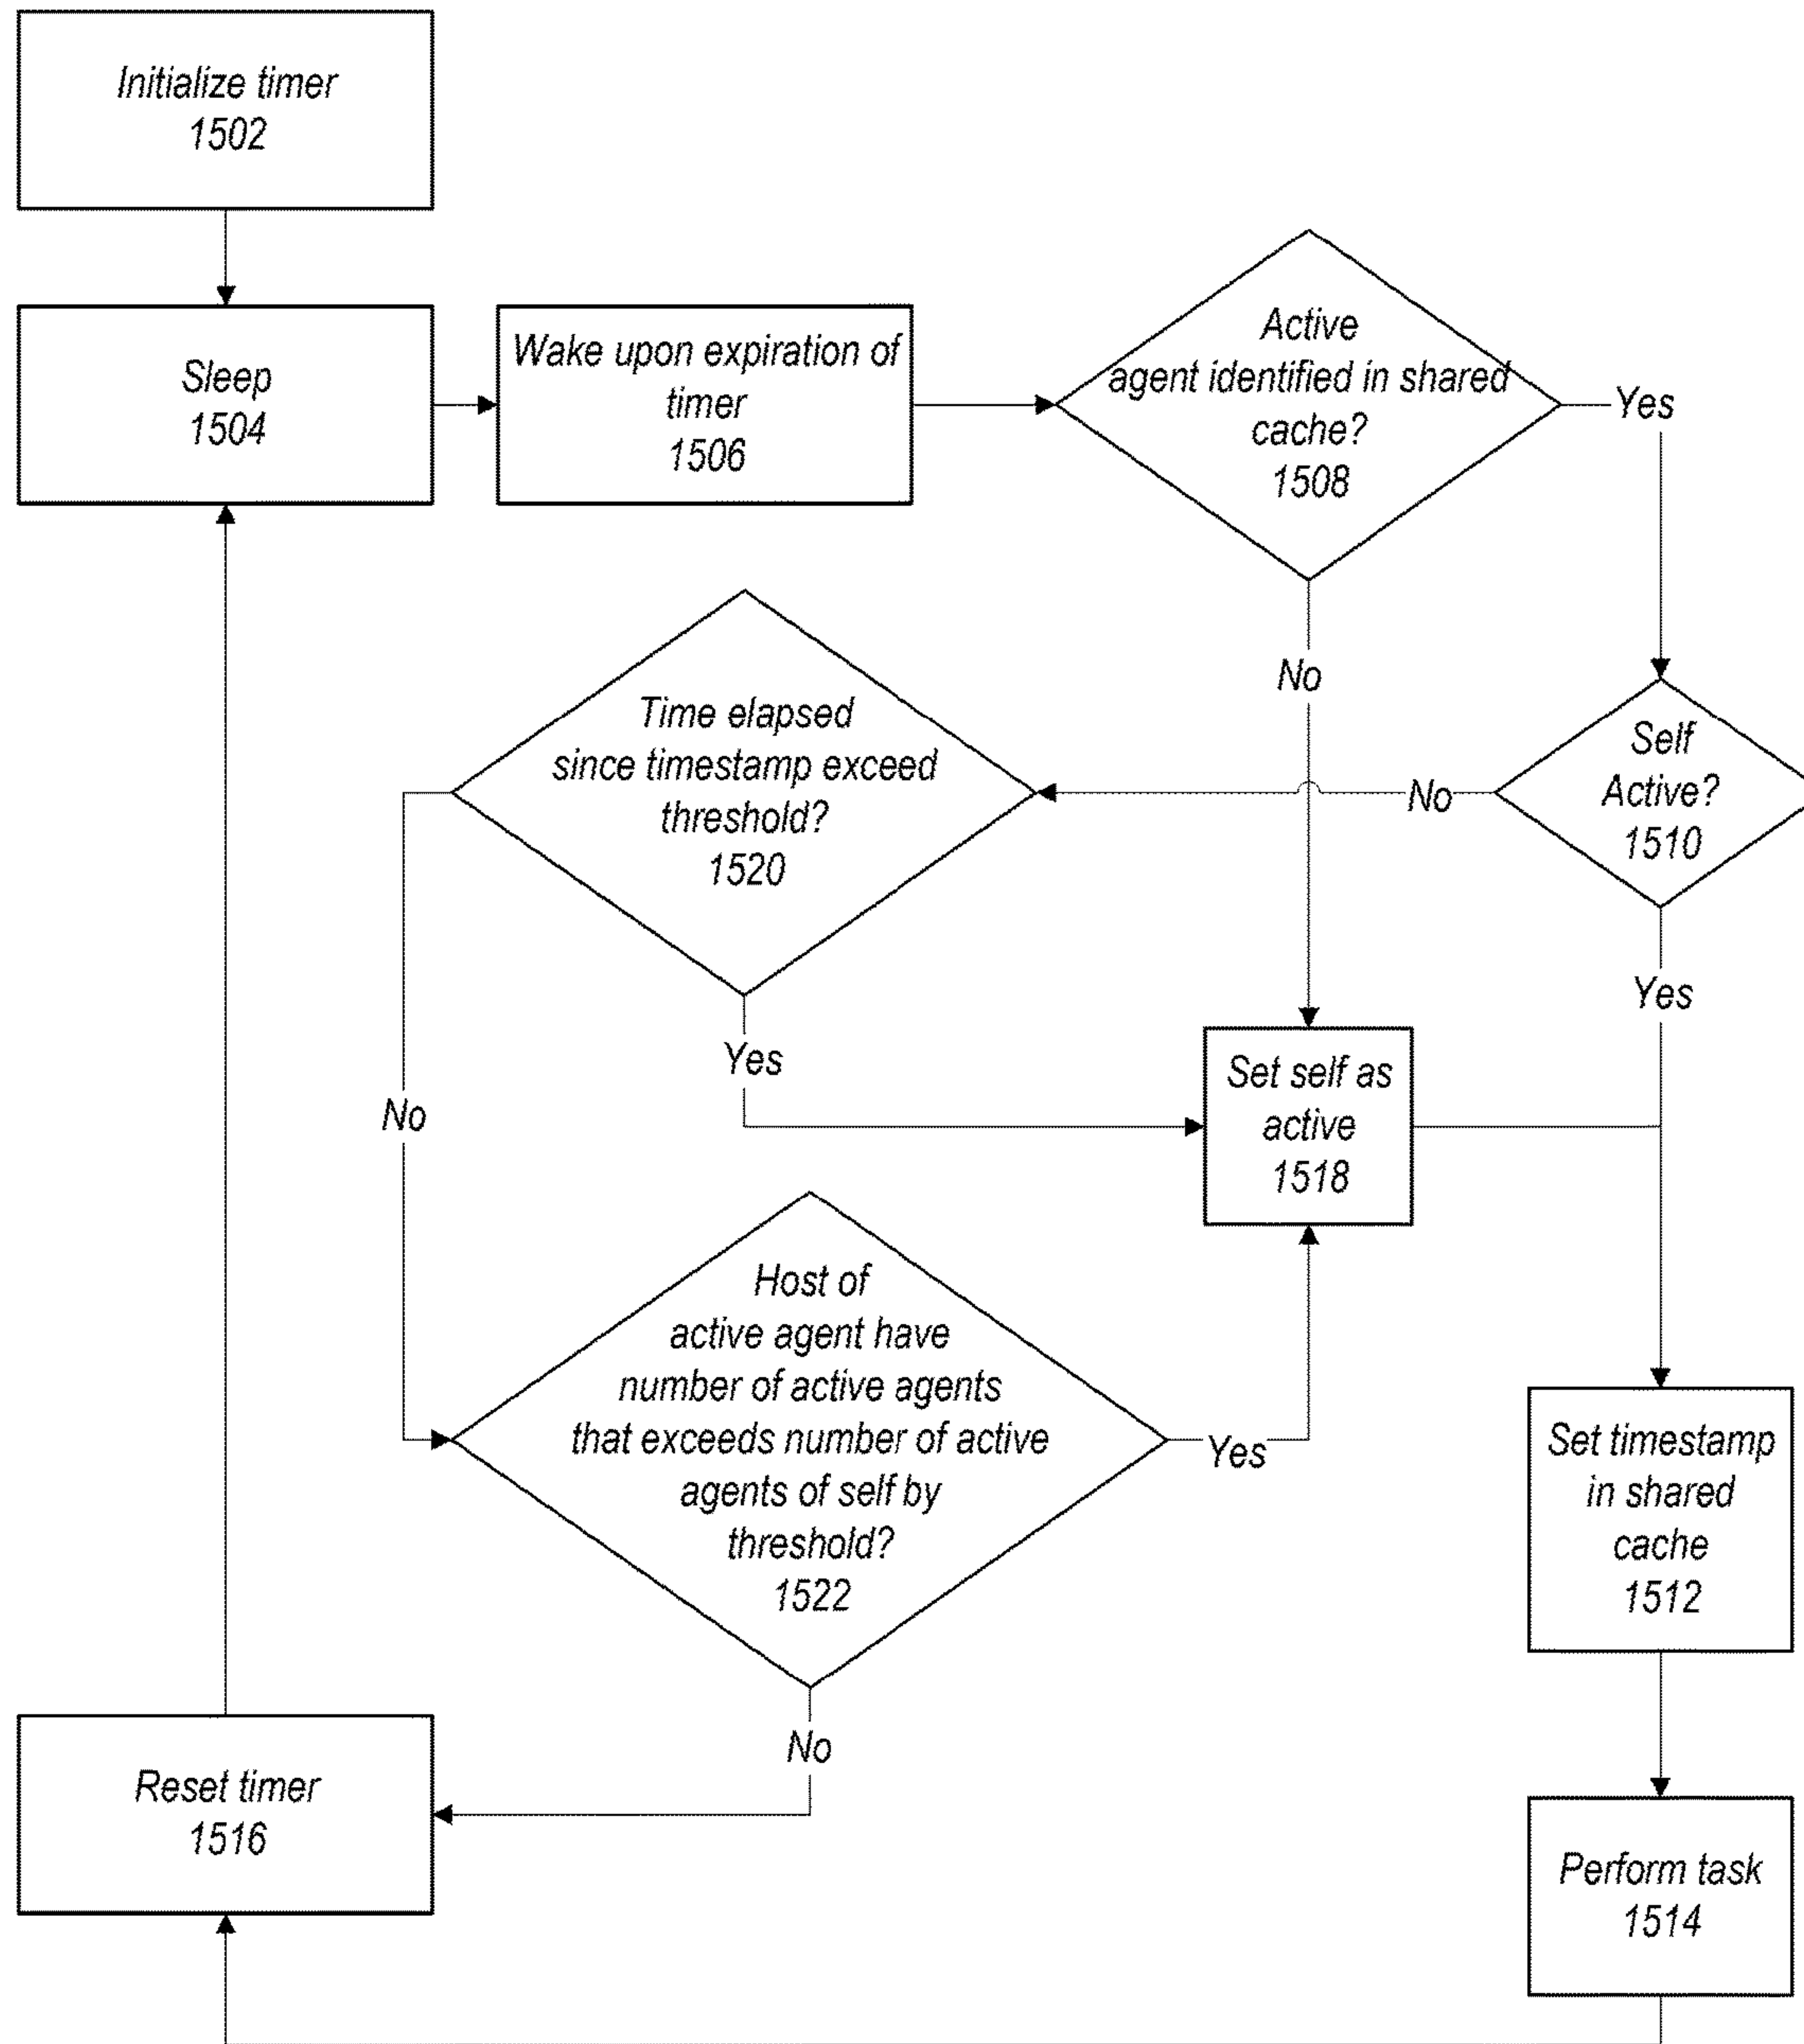 Initialize timer
1502
Sleep
1504
Wake upon expiration of
timer
1506
Active
agent identified in shared
cache?
1508
Yes
No
Self
Active?
1510
No
Yes
Time elapsed
since timestamp exceed
threshold?
1520
Yes
No
Set self as
active
1518
Host of
active agent have
number of active agents
that exceeds number of active
agents of self by
threshold?
1522
Yes
No
Set timestamp
in shared
cache
1512
Reset timer
1516
Perform task
1514